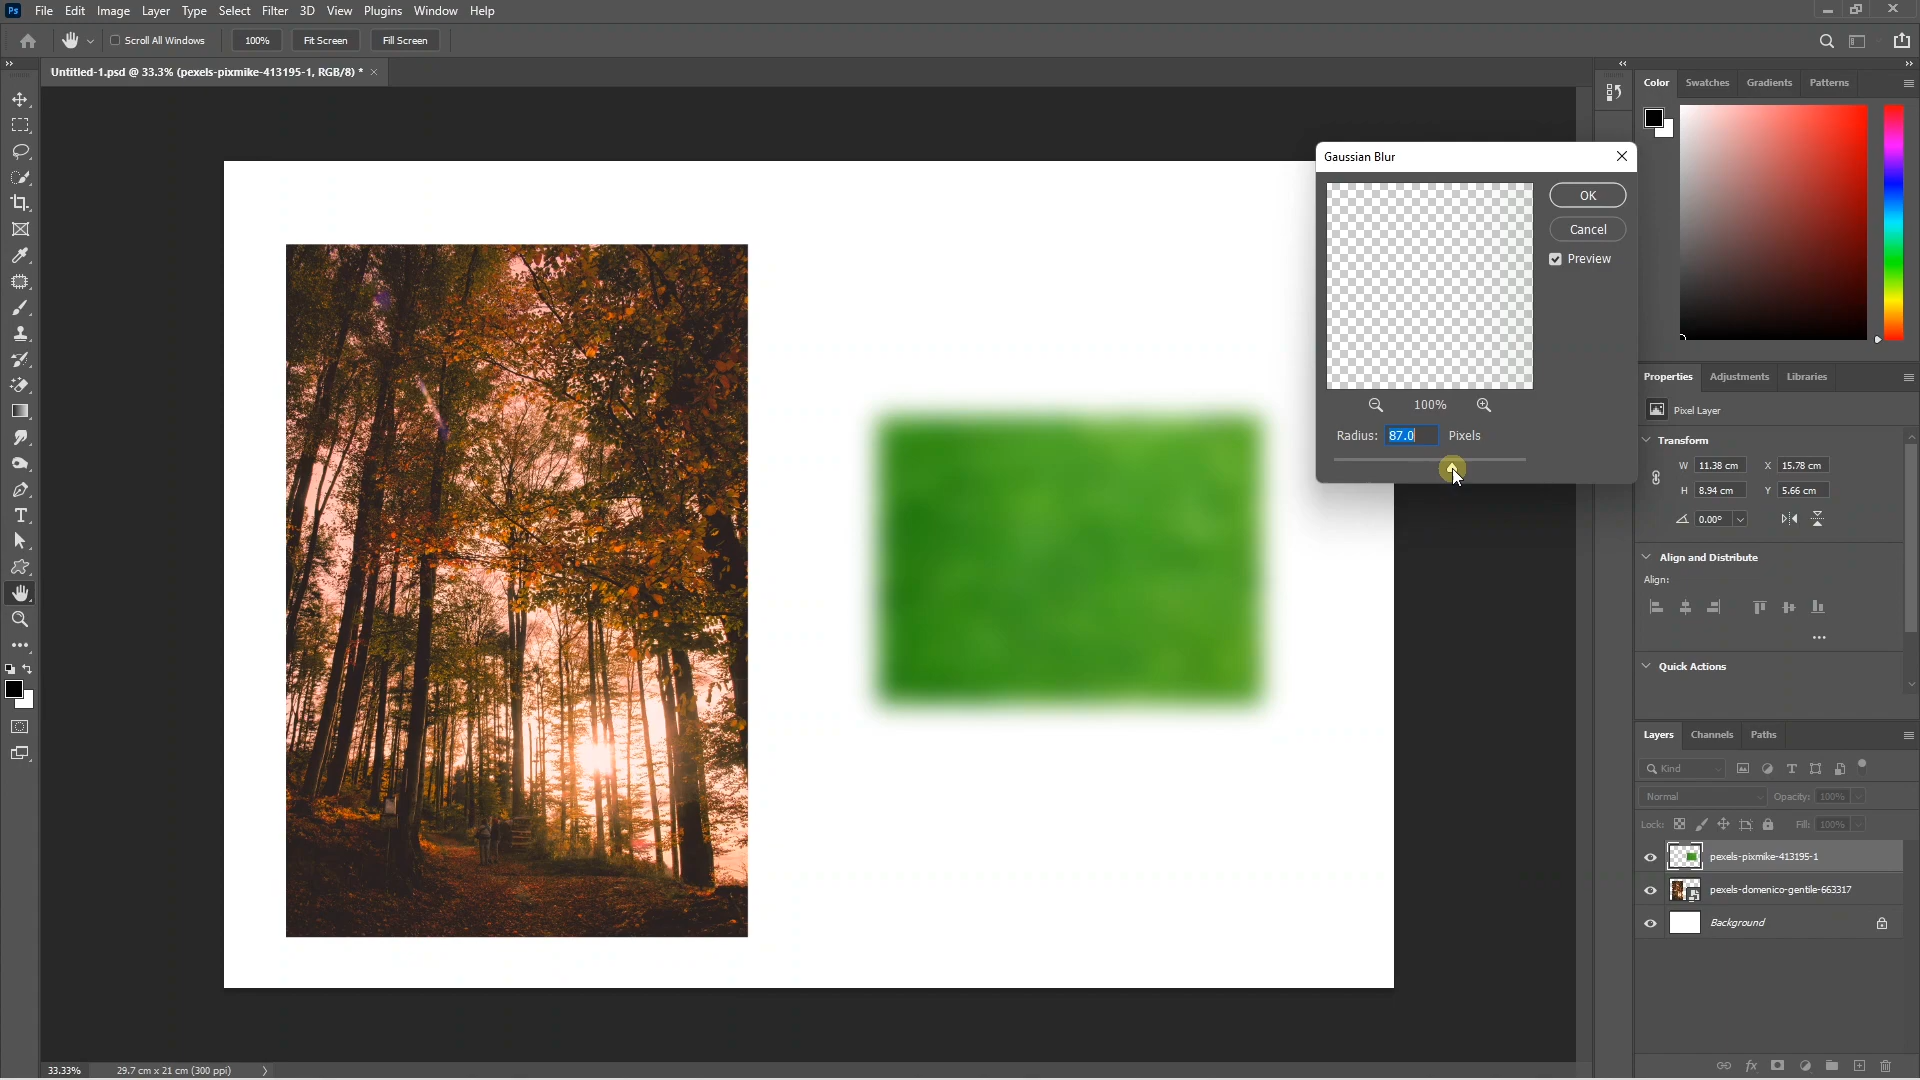 Ps File Edit Image Layer Type Select Filter 3D View Plugins Window Help
Scroll All Windows 100% Fit Screen Fill Screen
Untitled-1.psd @ 33.3% (pexels-pixmike-413195-1, RGB/8) *
Color Swatches Gradients Patterns
Gaussian Blur
OK
Cancel
Preview
100%
Radius: 87.0 Pixels
Properties Adjustments Libraries
Pixel Layer
Transform
W 11.38 cm X 15.78 cm
H 8.94 cm Y 5.66 cm
0.00°
Align and Distribute
Align:
Quick Actions
Layers Channels Paths
Kind
Normal Opacity: 100%
Lock: Fill: 100%
pexels-pixmike-413195-1
pexels-domenico-gentile-663317
Background
33.33% 29.7 cm x 21 cm (300 ppi)